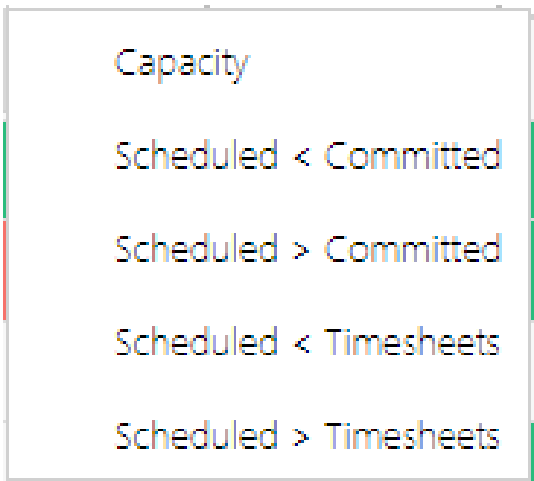 Capacity
Scheduled < Committed
Scheduled > Committed
Scheduled < Timesheets
Scheduled > Timesheets